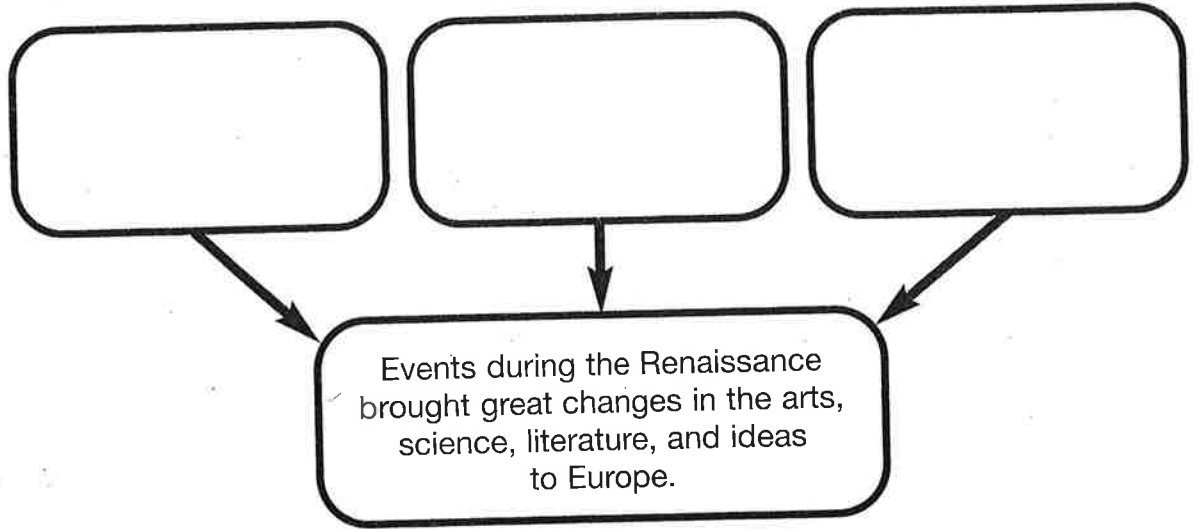 Events during the Renaissance
brought great changes in the arts,
science, literature, and ideas
to Europe.